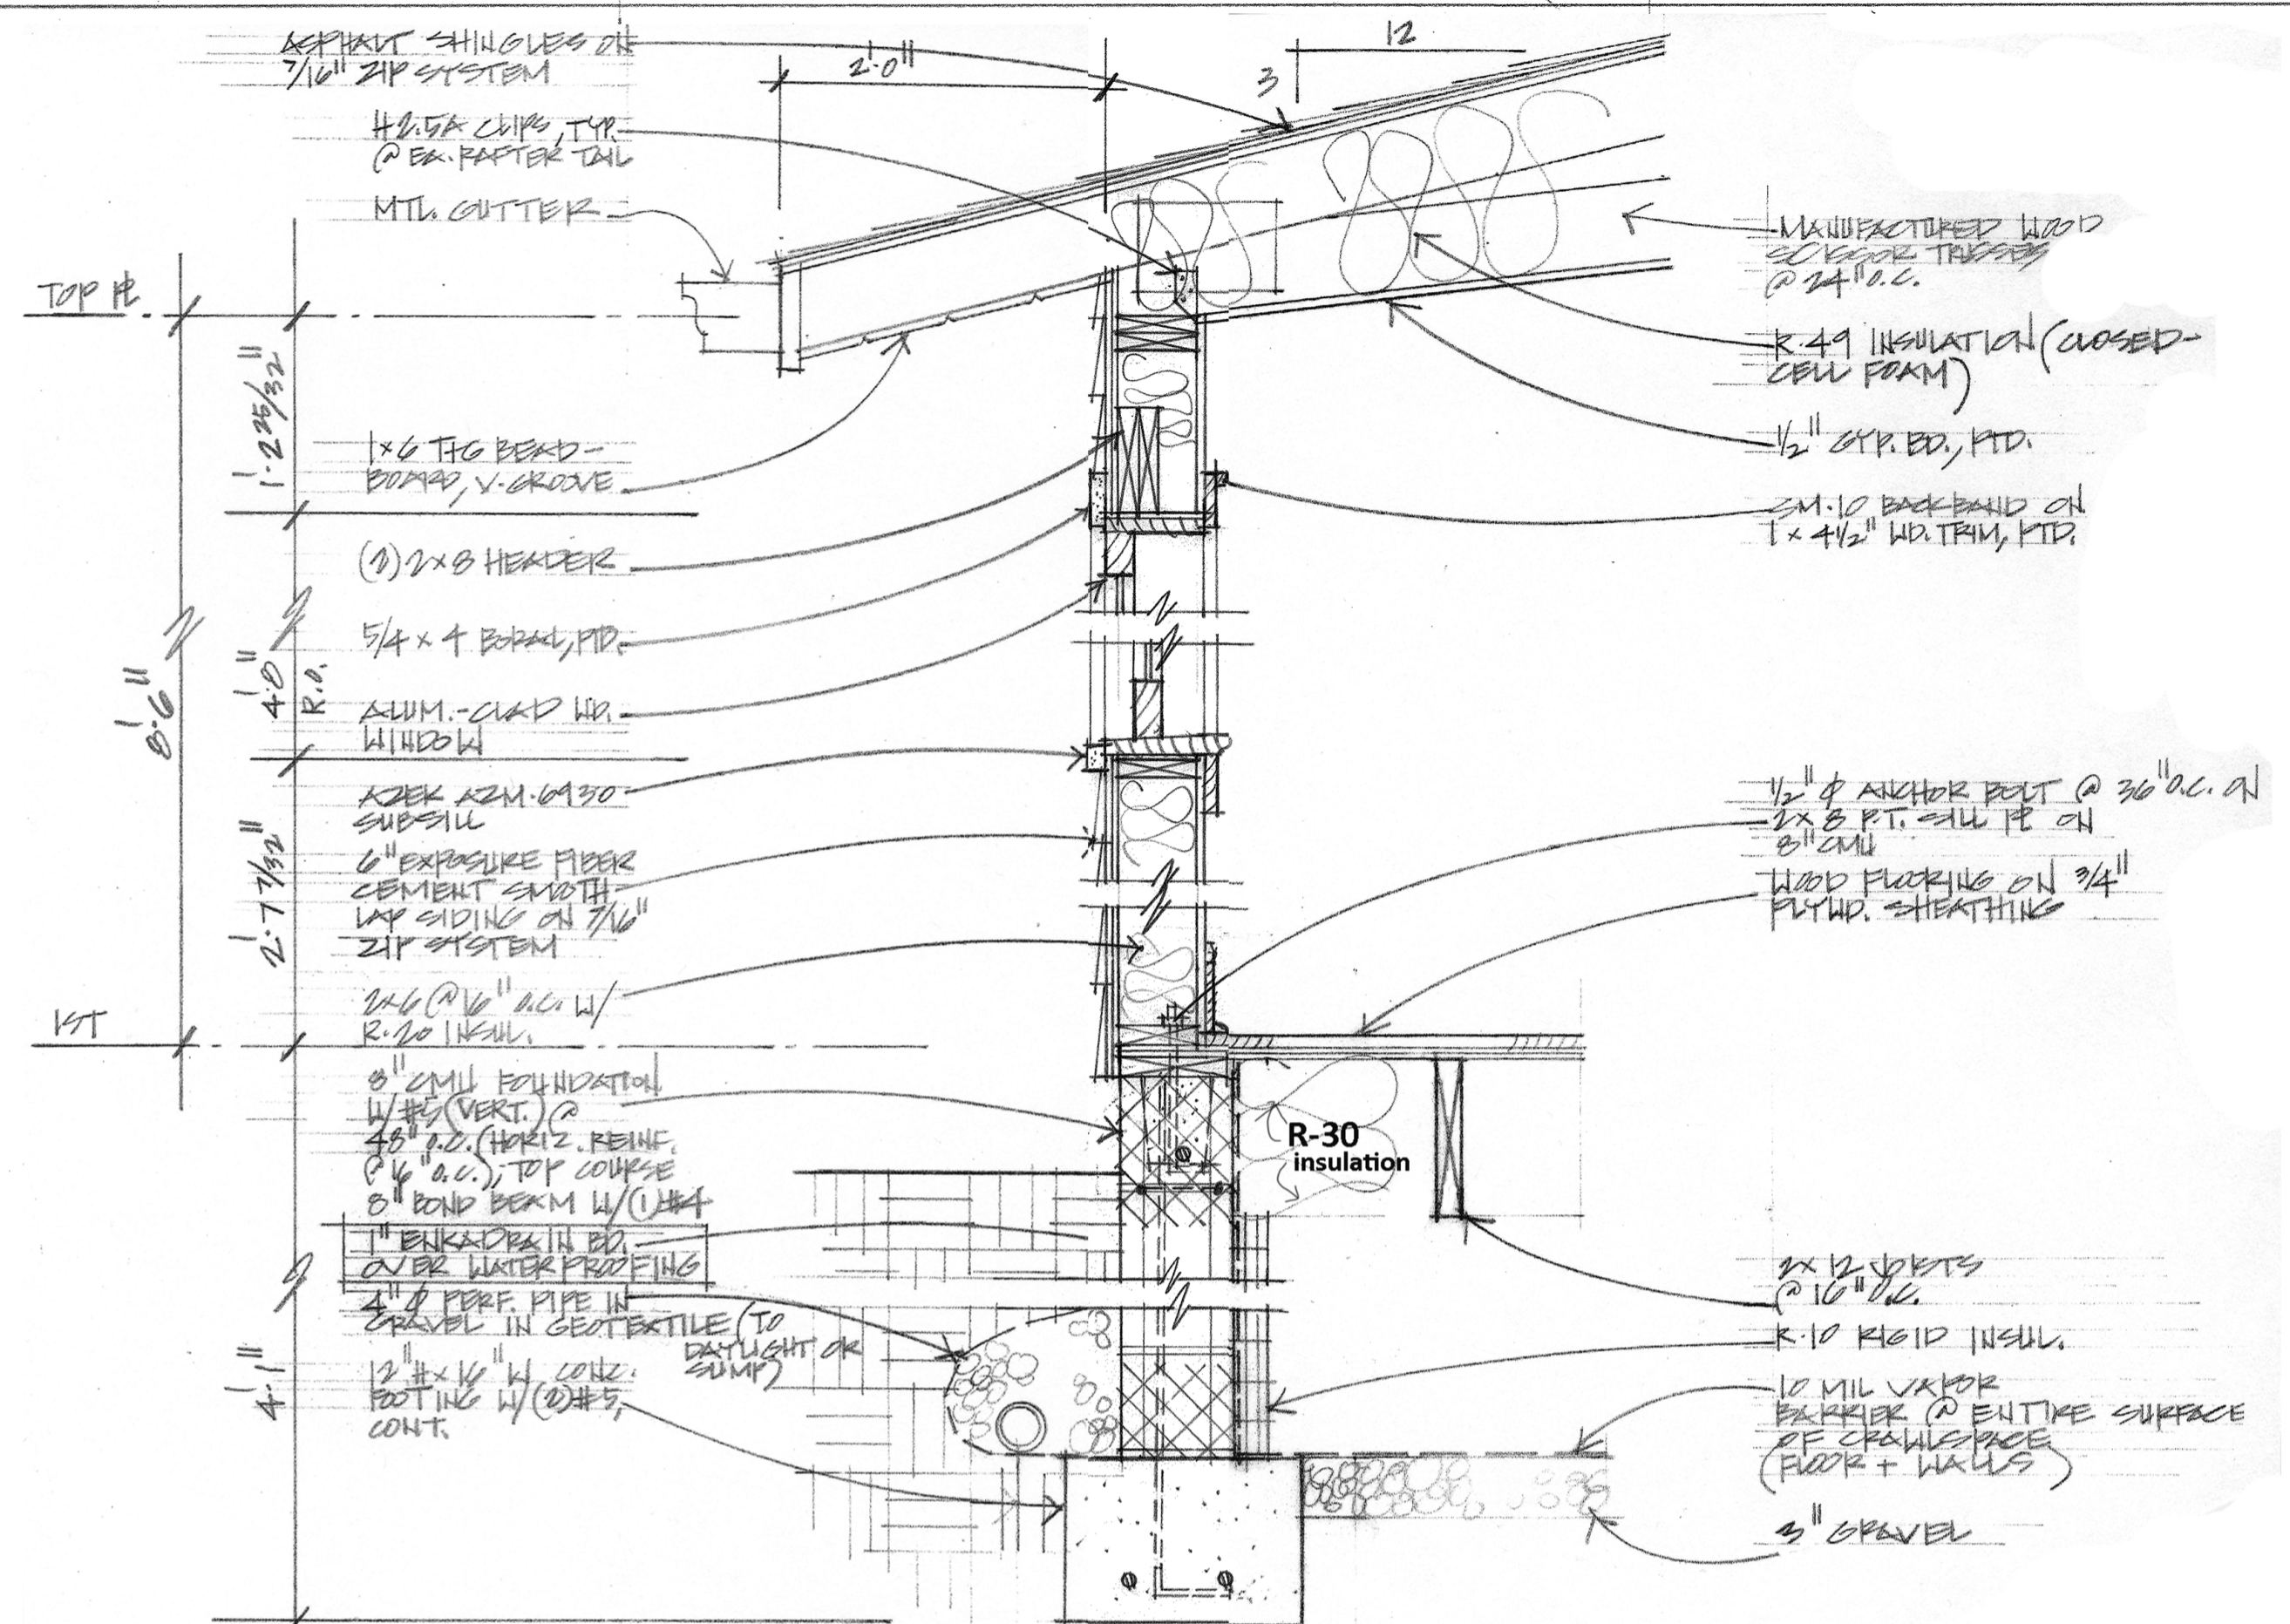 ASPHALT SHINGLES ON
7/16" ZIP SYSTEM
2'-0"
12
3
H2.5A CLIPS, TYP.
@ EA. RAFTER TAIL
MTL. GUTTER
TOP PL
1'-2 25/32"
1x6 T+G BEAD-
BOARD, V-GROOVE
(2) 2x8 HEADER
5/4 x 4 BORAL, PTD.
8'-6"
4'-8"
R.O.
ALUM.-CLAD WD.
WINDOW
AZEK AZM-6930
SUBSILL
6" EXPOSURE FIBER
CEMENT SMOOTH
LAP SIDING ON 7/16"
ZIP SYSTEM
2'-7 7/32"
2x6 @ 16" O.C. W/
R-20 INSUL.
1ST
8" CMU FOUNDATION
W/ #5 (VERT.) @
48" O.C. (HORIZ. REINF.
@ 16" O.C.), TOP COURSE
8" BOND BEAM W/ (1) #4
1" ENKADRAIN BD.
OVER WATERPROOFING
4" ϕ PERF. PIPE IN
GRAVEL IN GEOTEXTILE (TO
DAYLIGHT OR
SUMP)
12" H x 16" W CONC.
FOOTING W/ (2) #5,
CONT.
4'-1"
MANUFACTURED WOOD
SCISSOR TRUSSES
@ 24" O.C.
R-49 INSULATION (CLOSED-
CELL FOAM)
1/2" GYP. BD., PTD.
SM-10 BACKBAND ON
1 x 4 1/2" WD. TRIM, PTD.
1/2" ϕ ANCHOR BOLT @ 36" O.C. ON
2x8 P.T. SILL PL ON
8" CMU
WOOD FLOORING ON 3/4"
PLYWD. SHEATHING
R-30
insulation
2x12 JOISTS
@ 16" O.C.
R-10 RIGID INSUL.
10 MIL VAPOR
BARRIER @ ENTIRE SURFACE
OF CRAWLSPACE
(FLOOR + WALLS)
3" GRAVEL